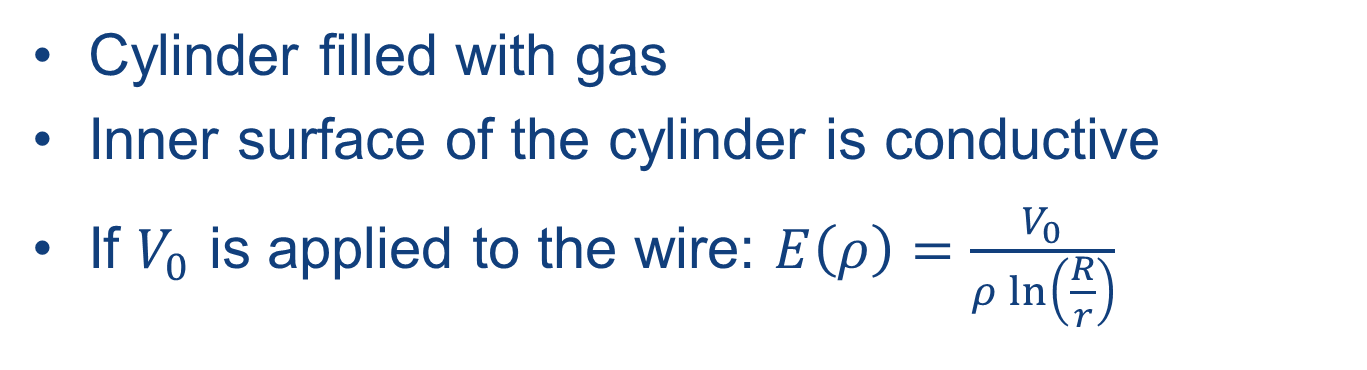 • Cylinder filled with gas
• Inner surface of the cylinder is conductive
• If V₀ is applied to the wire: E(ρ) = V₀ / (ρ ln(R/r))